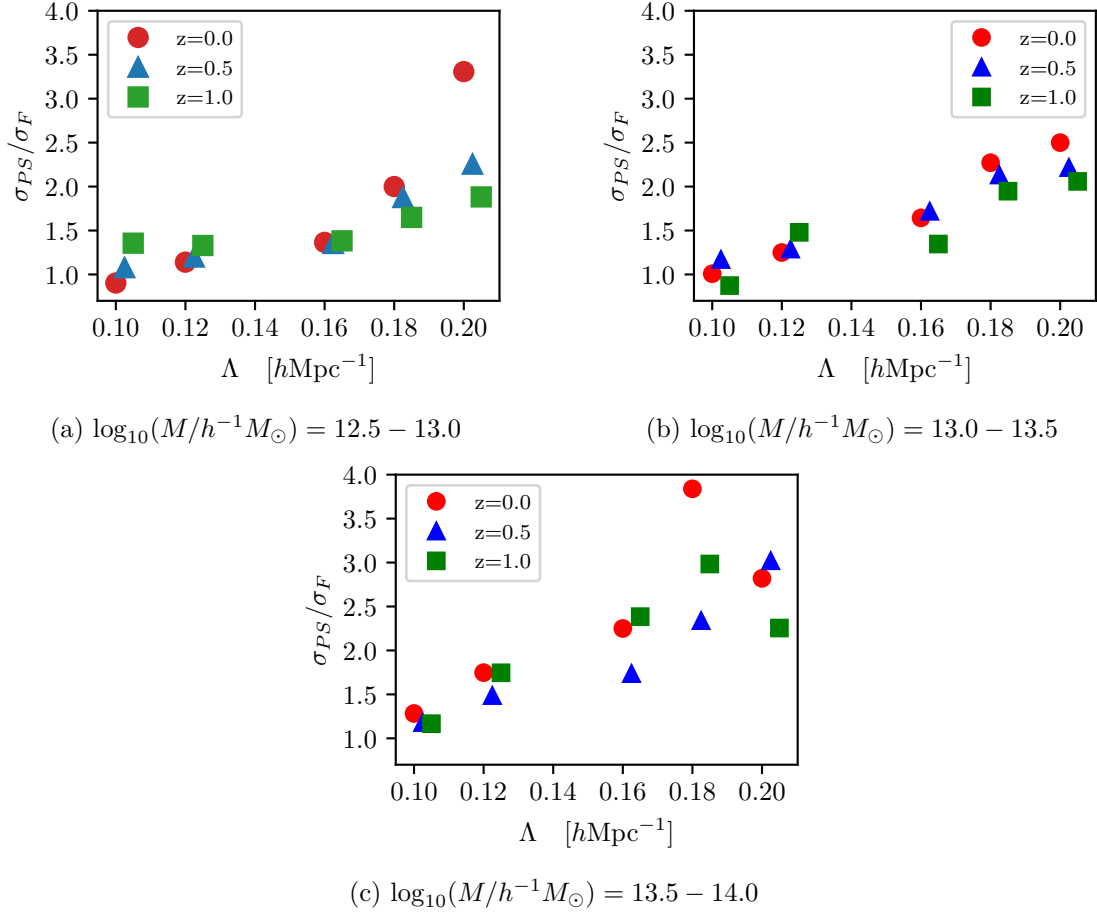 4.0
3.5
3.0
2.5
2.0
1.5
1.0
σ_PS/σ_F
z=0.0
z=0.5
z=1.0
0.10 0.12 0.14 0.16 0.18 0.20
Λ [hMpc⁻¹]
(a) log₁₀(M/h⁻¹M⊙) = 12.5 − 13.0
4.0
3.5
3.0
2.5
2.0
1.5
1.0
σ_PS/σ_F
z=0.0
z=0.5
z=1.0
0.10 0.12 0.14 0.16 0.18 0.20
Λ [hMpc⁻¹]
(b) log₁₀(M/h⁻¹M⊙) = 13.0 − 13.5
4.0
3.5
3.0
2.5
2.0
1.5
1.0
σ_PS/σ_F
z=0.0
z=0.5
z=1.0
0.10 0.12 0.14 0.16 0.18 0.20
Λ [hMpc⁻¹]
(c) log₁₀(M/h⁻¹M⊙) = 13.5 − 14.0